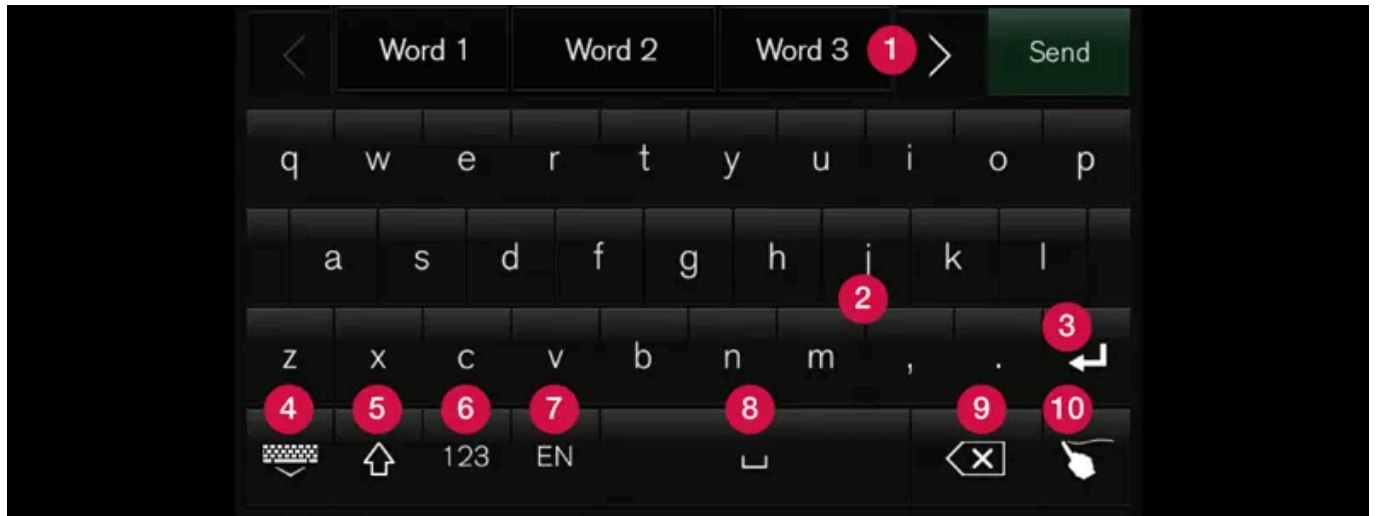 Word 1 Word 2 Word 3 1 Send
q w e r t y u i o p
a s d f g h j k l
2
3
z x c v b n m , .
4 5 6 7 8 9 10
123 EN